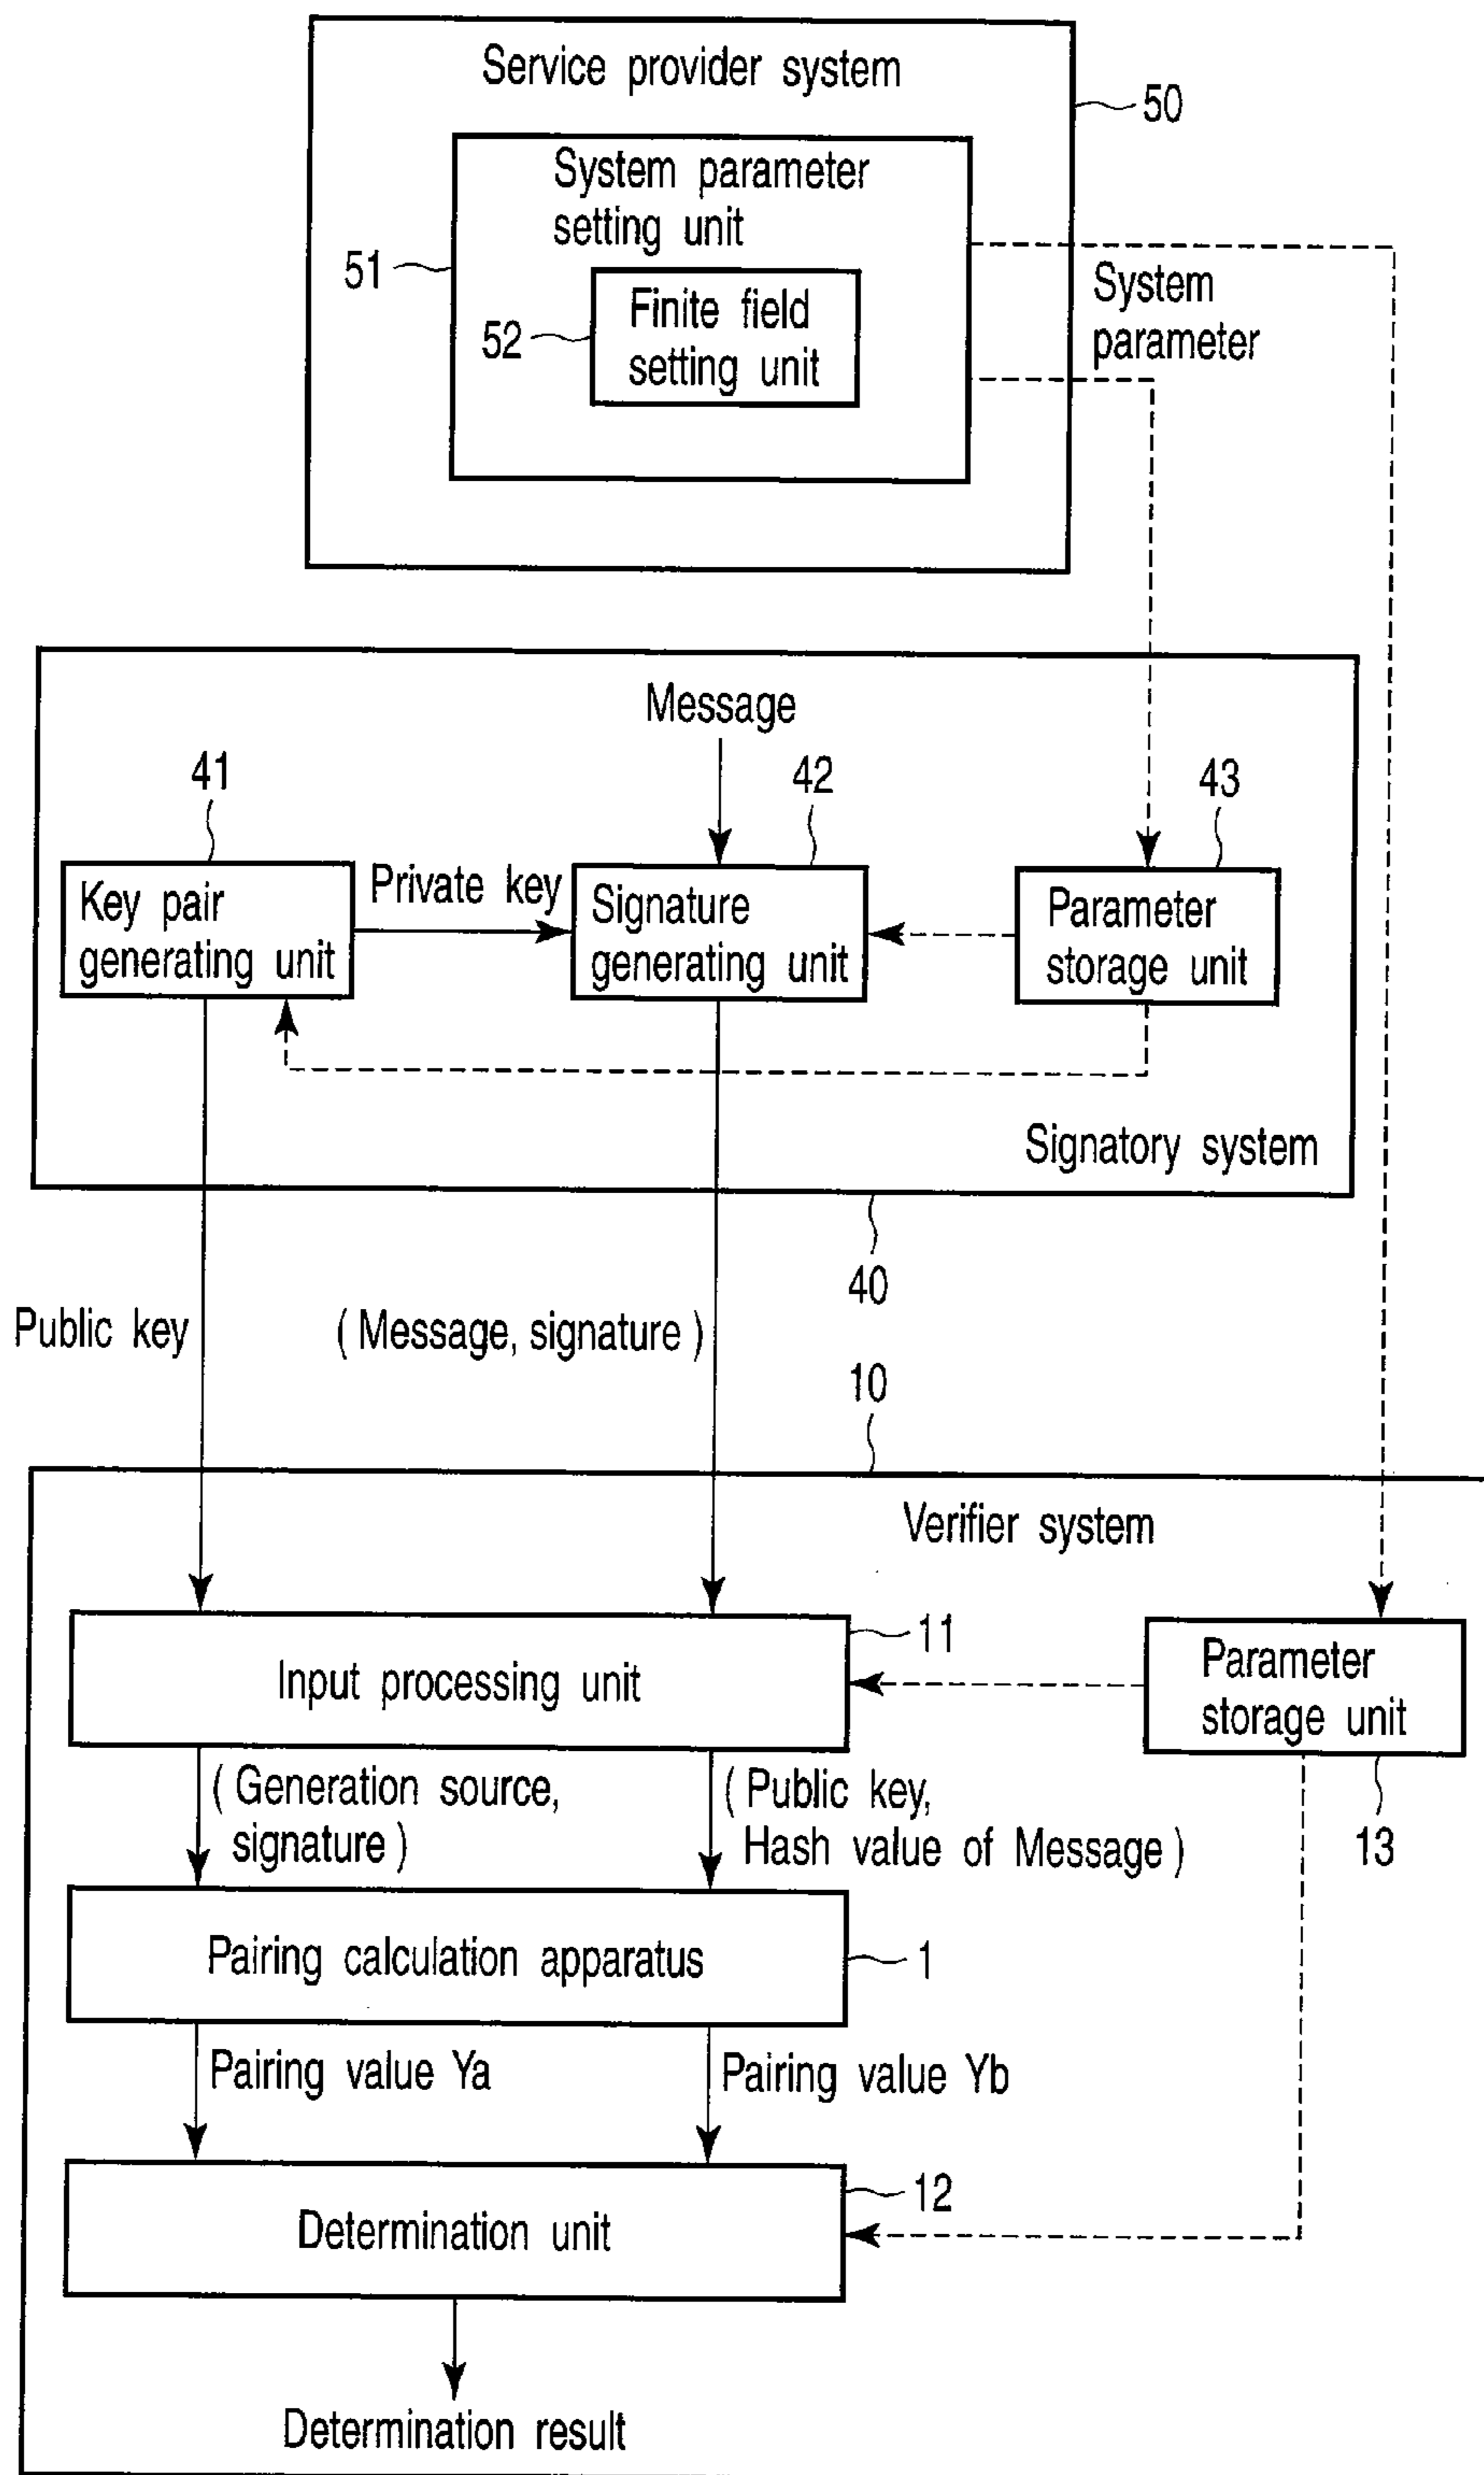 Service provider system
50
System parameter
setting unit
51
Finite field
setting unit
52
System
parameter
Message
41
42
43
Key pair
generating unit
Private key
Signature
generating unit
Parameter
storage unit
Signatory system
40
Public key
( Message, signature )
10
Verifier system
11
Input processing unit
Parameter
storage unit
( Generation source,
signature )
( Public key,
Hash value of Message )
13
Pairing calculation apparatus
1
Pairing value Ya
Pairing value Yb
12
Determination unit
Determination result